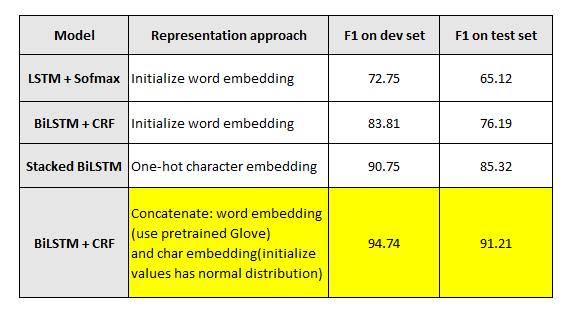 Model Representation approach F1 on dev set F1 on test set
LSTM + Sofmax Initialize word embedding 72.75 65.12
BiLSTM + CRF Initialize word embedding 83.81 76.19
Stacked BiLSTM One-hot character embedding 90.75 85.32
Concatenate: word embedding
(use pretrained Glove)
BiLSTM + CRF and char embedding(initialize 94.74 91.21
values has normal distribution)